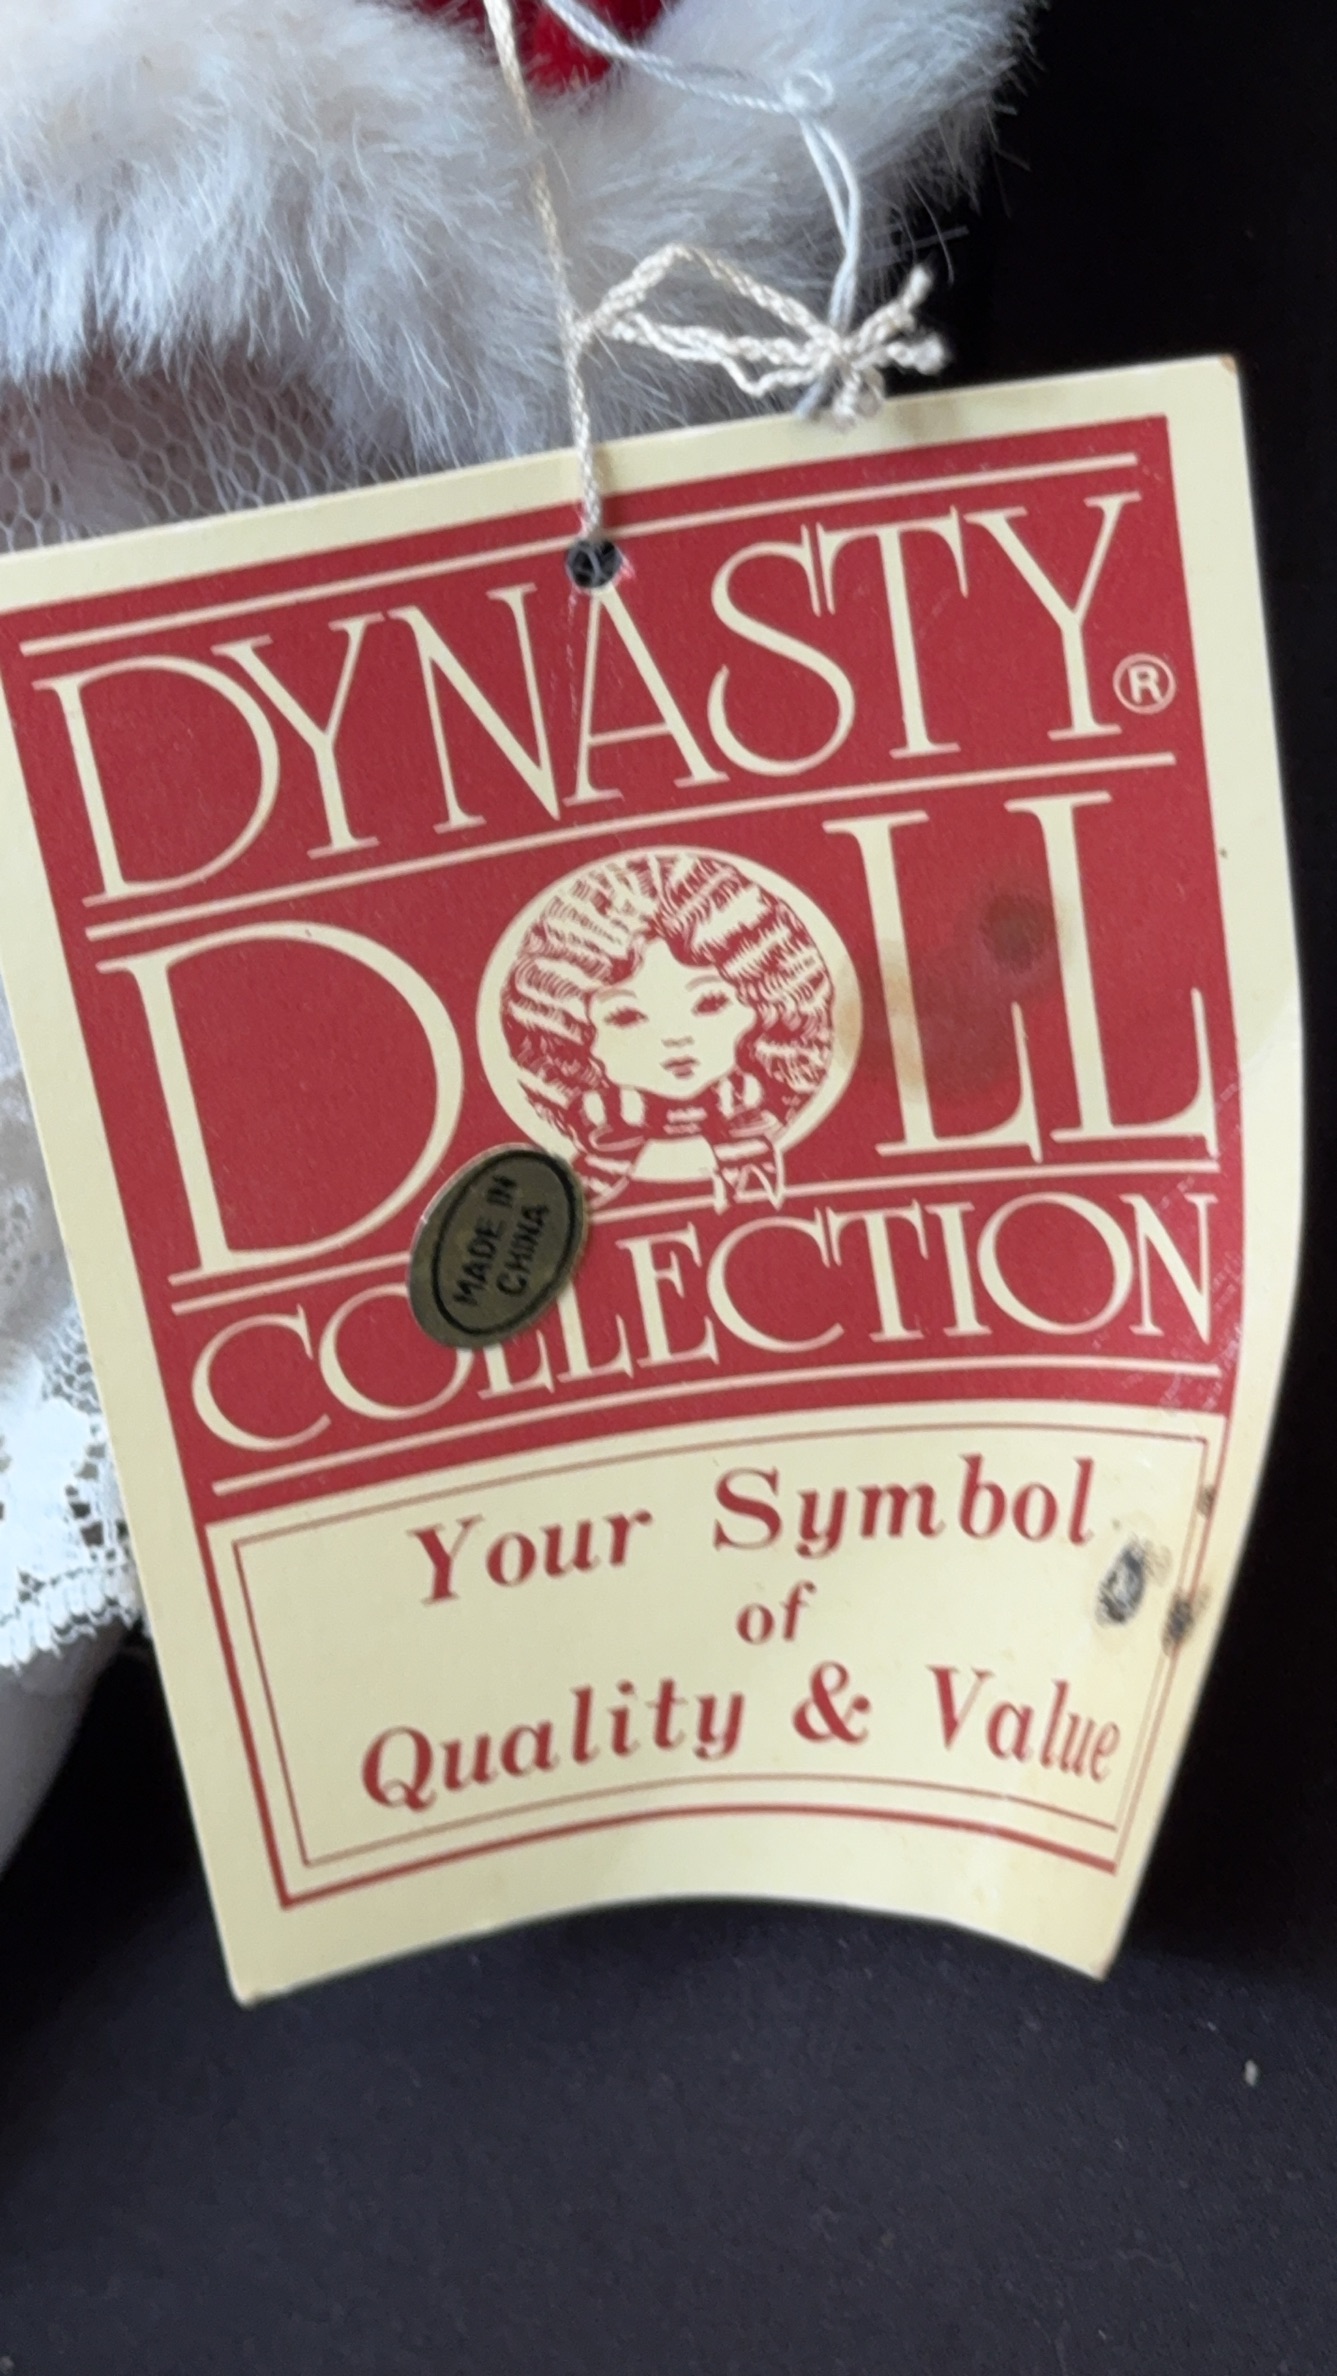 DYNASTY®
DOLL
COLLECTION
MADE IN
CHINA
Your Symbol
of
Quality & Value